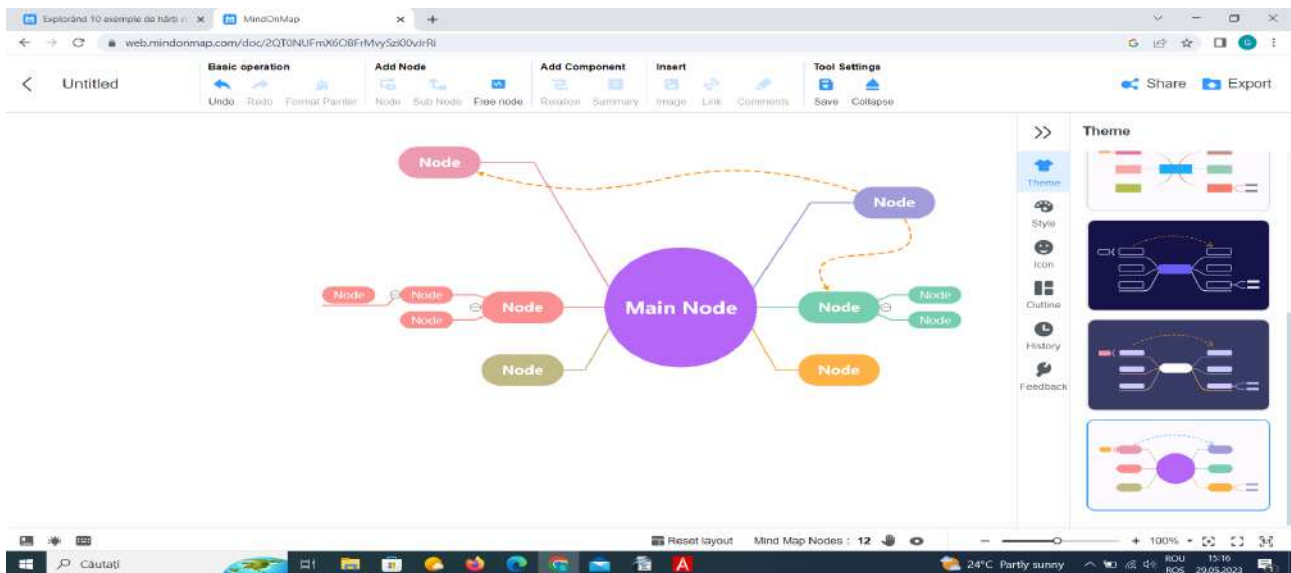 Explorând 10 exemple de hărți
MindOnMap
web.mindonmap.com/doc/
Untitled
Basic operation
Undo Redo Format Painter
Add Node
Node Sub Node Free node
Add Component
Relation Summary
Insert
Image Link Comments
Tool Settings
Save Collapse
Share Export
Theme
Theme
Style
Icon
Outline
History
Feedback
Node
Node
Node
Node
Node
Node
Main Node
Node
Node
Node
Node
Node
Reset layout Mind Map Nodes : 12
100%
Căutați
24°C Partly sunny
ROU 15:16
ROS 29.05.2023